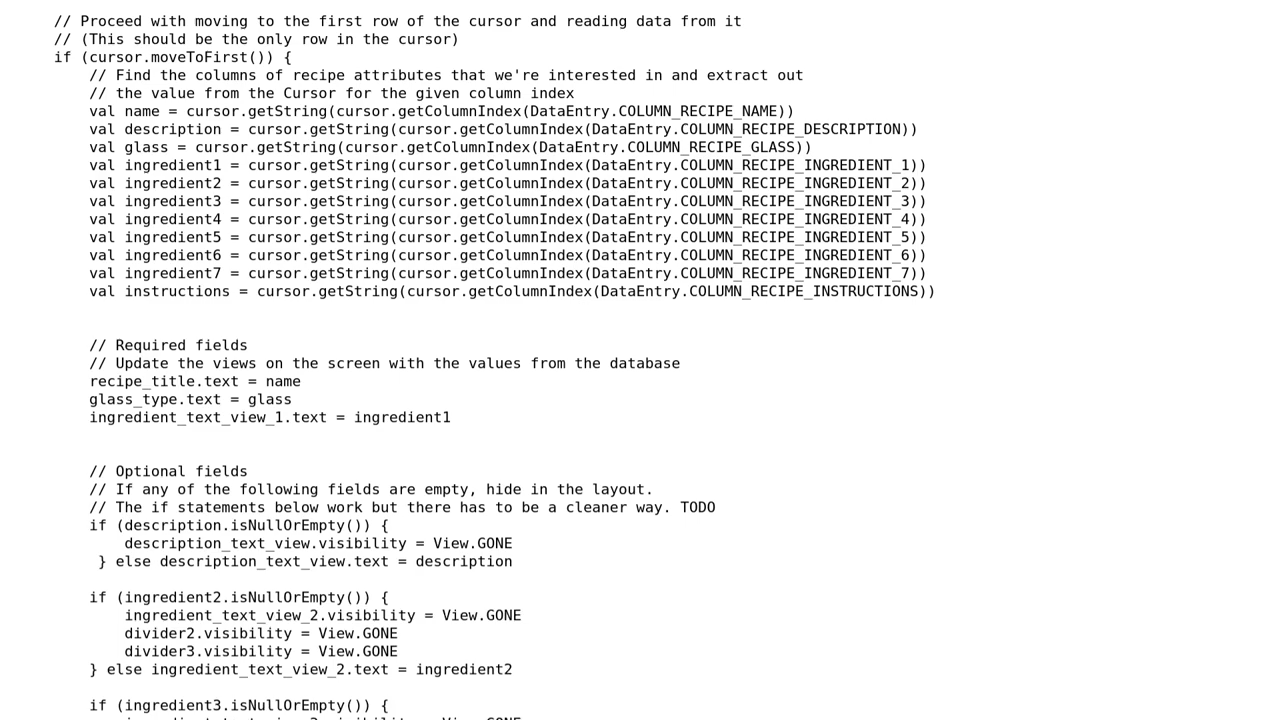 // Proceed with moving to the first row of the cursor and reading data from it
// (This should be the only row in the cursor)
if (cursor.moveToFirst()) {
// Find the columns of recipe attributes that we're interested in and extract out
// the value from the Cursor for the given column index
val name = cursor.getString(cursor.getColumnIndex(DataEntry.COLUMN_RECIPE_NAME))
val description = cursor.getString(cursor.getColumnIndex(DataEntry.COLUMN_RECIPE_DESCRIPTION))
val glass = cursor.getString(cursor.getColumnIndex(DataEntry.COLUMN_RECIPE_GLASS))
val ingredient1 = cursor.getString(cursor.getColumnIndex(DataEntry.COLUMN_RECIPE_INGREDIENT_1))
val ingredient2 = cursor.getString(cursor.getColumnIndex(DataEntry.COLUMN_RECIPE_INGREDIENT_2))
val ingredient3 = cursor.getString(cursor.getColumnIndex(DataEntry.COLUMN_RECIPE_INGREDIENT_3))
val ingredient4 = cursor.getString(cursor.getColumnIndex(DataEntry.COLUMN_RECIPE_INGREDIENT_4))
val ingredient5 = cursor.getString(cursor.getColumnIndex(DataEntry.COLUMN_RECIPE_INGREDIENT_5))
val ingredient6 = cursor.getString(cursor.getColumnIndex(DataEntry.COLUMN_RECIPE_INGREDIENT_6))
val ingredient7 = cursor.getString(cursor.getColumnIndex(DataEntry.COLUMN_RECIPE_INGREDIENT_7))
val instructions = cursor.getString(cursor.getColumnIndex(DataEntry.COLUMN_RECIPE_INSTRUCTIONS))
// Required fields
// Update the views on the screen with the values from the database
recipe_title.text = name
glass_type.text = glass
ingredient_text_view_1.text = ingredient1
// Optional fields
// If any of the following fields are empty, hide in the layout.
// The if statements below work but there has to be a cleaner way. TODO
if (description.isNullOrEmpty()) {
description_text_view.visibility = View.GONE
} else description_text_view.text = description
if (ingredient2.isNullOrEmpty()) {
ingredient_text_view_2.visibility = View.GONE
divider2.visibility = View.GONE
divider3.visibility = View.GONE
} else ingredient_text_view_2.text = ingredient2
if (ingredient3.isNullOrEmpty()) {